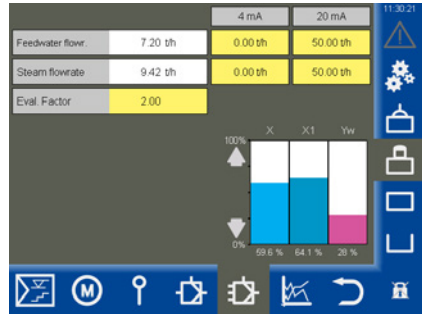 11:30:21
4 mA 20 mA
Feedwater flowr. 7.20 t/h 0.00 t/h 50.00 t/h
Steam flowrate 9.42 t/h 0.00 t/h 50.00 t/h
Eval. Factor 2.00
X X1 Yw
100%
0%
59.6 % 64.1 % 28 %
M